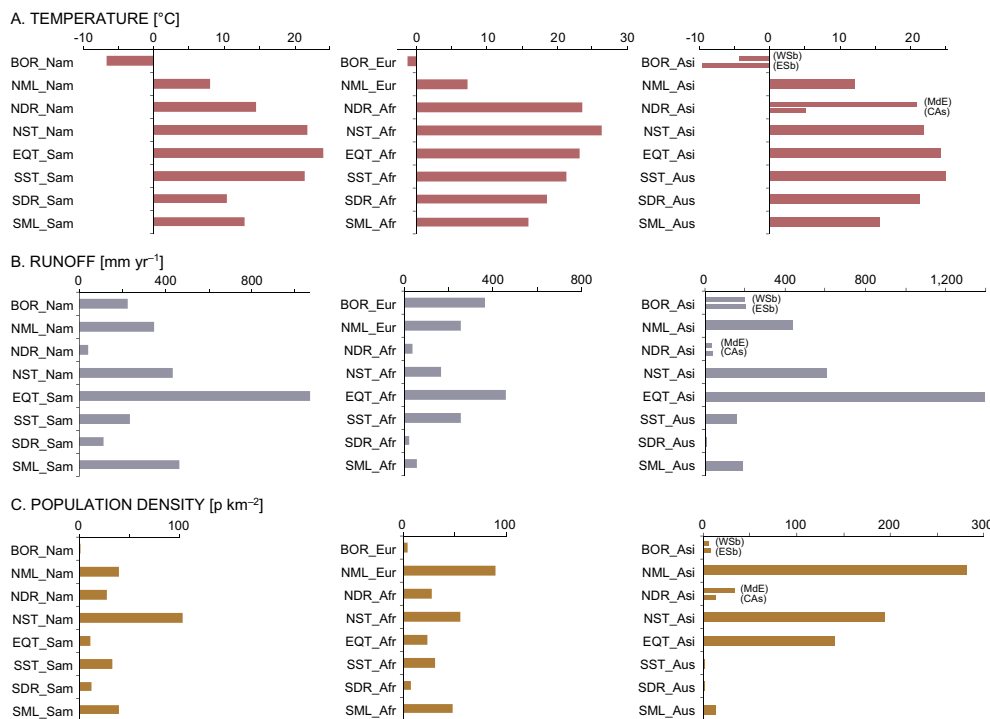 A. TEMPERATURE [°C]
-10 0 10 20
0 10 20 30
-10 0 10 20
BOR_Nam
BOR_Eur
BOR_Asi
(WSb)
(ESb)
NML_Nam
NML_Eur
NML_Asi
NDR_Nam
NDR_Afr
NDR_Asi
(MdE)
(CAs)
NST_Nam
NST_Afr
NST_Asi
EQT_Sam
EQT_Afr
EQT_Asi
SST_Sam
SST_Afr
SST_Aus
SDR_Sam
SDR_Afr
SDR_Aus
SML_Sam
SML_Afr
SML_Aus
B. RUNOFF [mm yr⁻¹]
0 400 800
0 400 800
0 400 800 1,200
BOR_Nam
BOR_Eur
BOR_Asi
(WSb)
(ESb)
NML_Nam
NML_Eur
NML_Asi
NDR_Nam
NDR_Afr
NDR_Asi
(MdE)
(CAs)
NST_Nam
NST_Afr
NST_Asi
EQT_Sam
EQT_Afr
EQT_Asi
SST_Sam
SST_Afr
SST_Aus
SDR_Sam
SDR_Afr
SDR_Aus
SML_Sam
SML_Afr
SML_Aus
C. POPULATION DENSITY [p km⁻²]
0 100
0 100
0 100 200 300
BOR_Nam
BOR_Eur
BOR_Asi
(WSb)
(ESb)
NML_Nam
NML_Eur
NML_Asi
NDR_Nam
NDR_Afr
NDR_Asi
(MdE)
(CAs)
NST_Nam
NST_Afr
NST_Asi
EQT_Sam
EQT_Afr
EQT_Asi
SST_Sam
SST_Afr
SST_Aus
SDR_Sam
SDR_Afr
SDR_Aus
SML_Sam
SML_Afr
SML_Aus